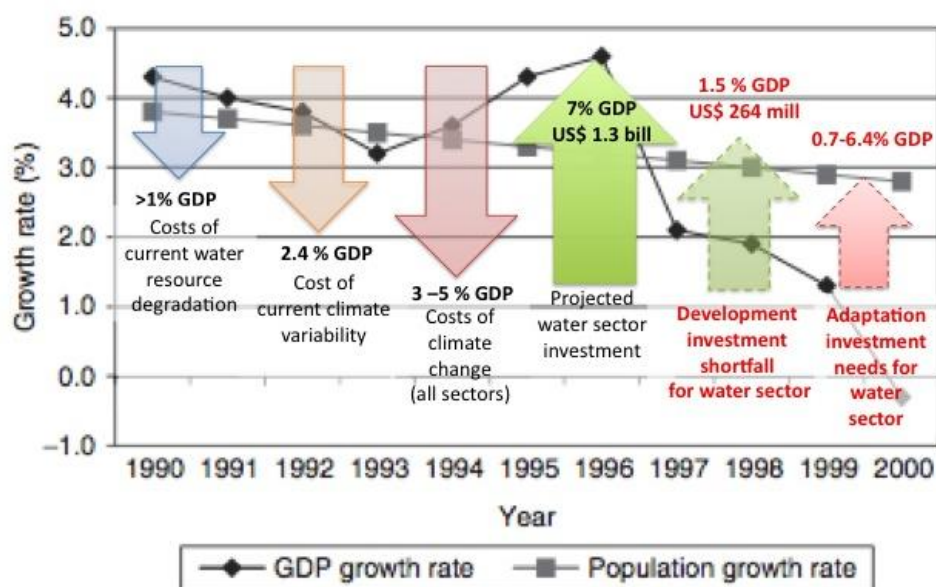 5.0
4.0
3.0
2.0
1.0
0.0
−1.0
Growth rate (%)
>1% GDP
Costs of
current water
resource
degradation)
2.4 % GDP
Cost of
current climate
variability)
3 –5 % GDP
Costs of
climate
change
(all sectors)
7% GDP
US$ 1.3 bill
Projected
water sector
investment
1.5 % GDP
US$ 264 mill
Development
investment
shortfall
for water sector
0.7-6.4% GDP
Adaptation
investment
needs for
water
sector
1990 1991 1992 1993 1994 1995 1996 1997 1998 1999 2000
Year
GDP growth rate
Population growth rate